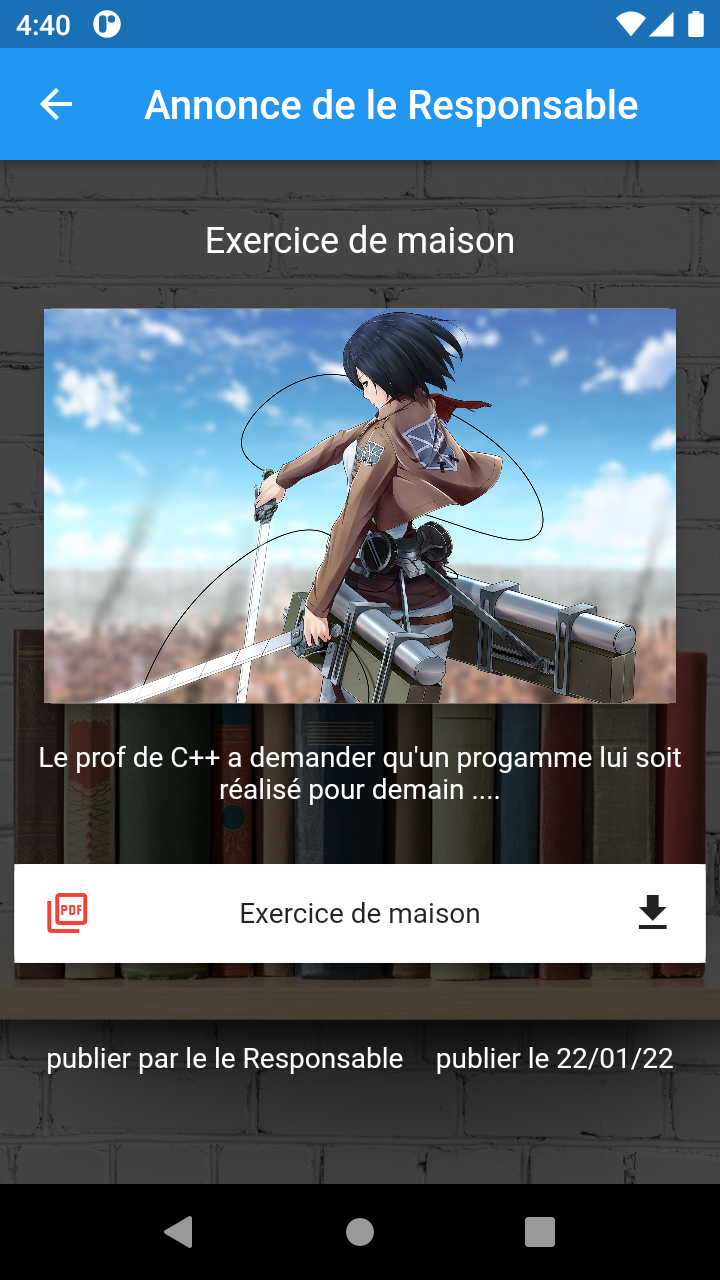 4:40
Annonce de le Responsable
Exercice de maison
Le prof de C++ a demander qu'un progamme lui soit
réalisé pour demain ....
PDF
Exercice de maison
publier par le le Responsable
publier le 22/01/22